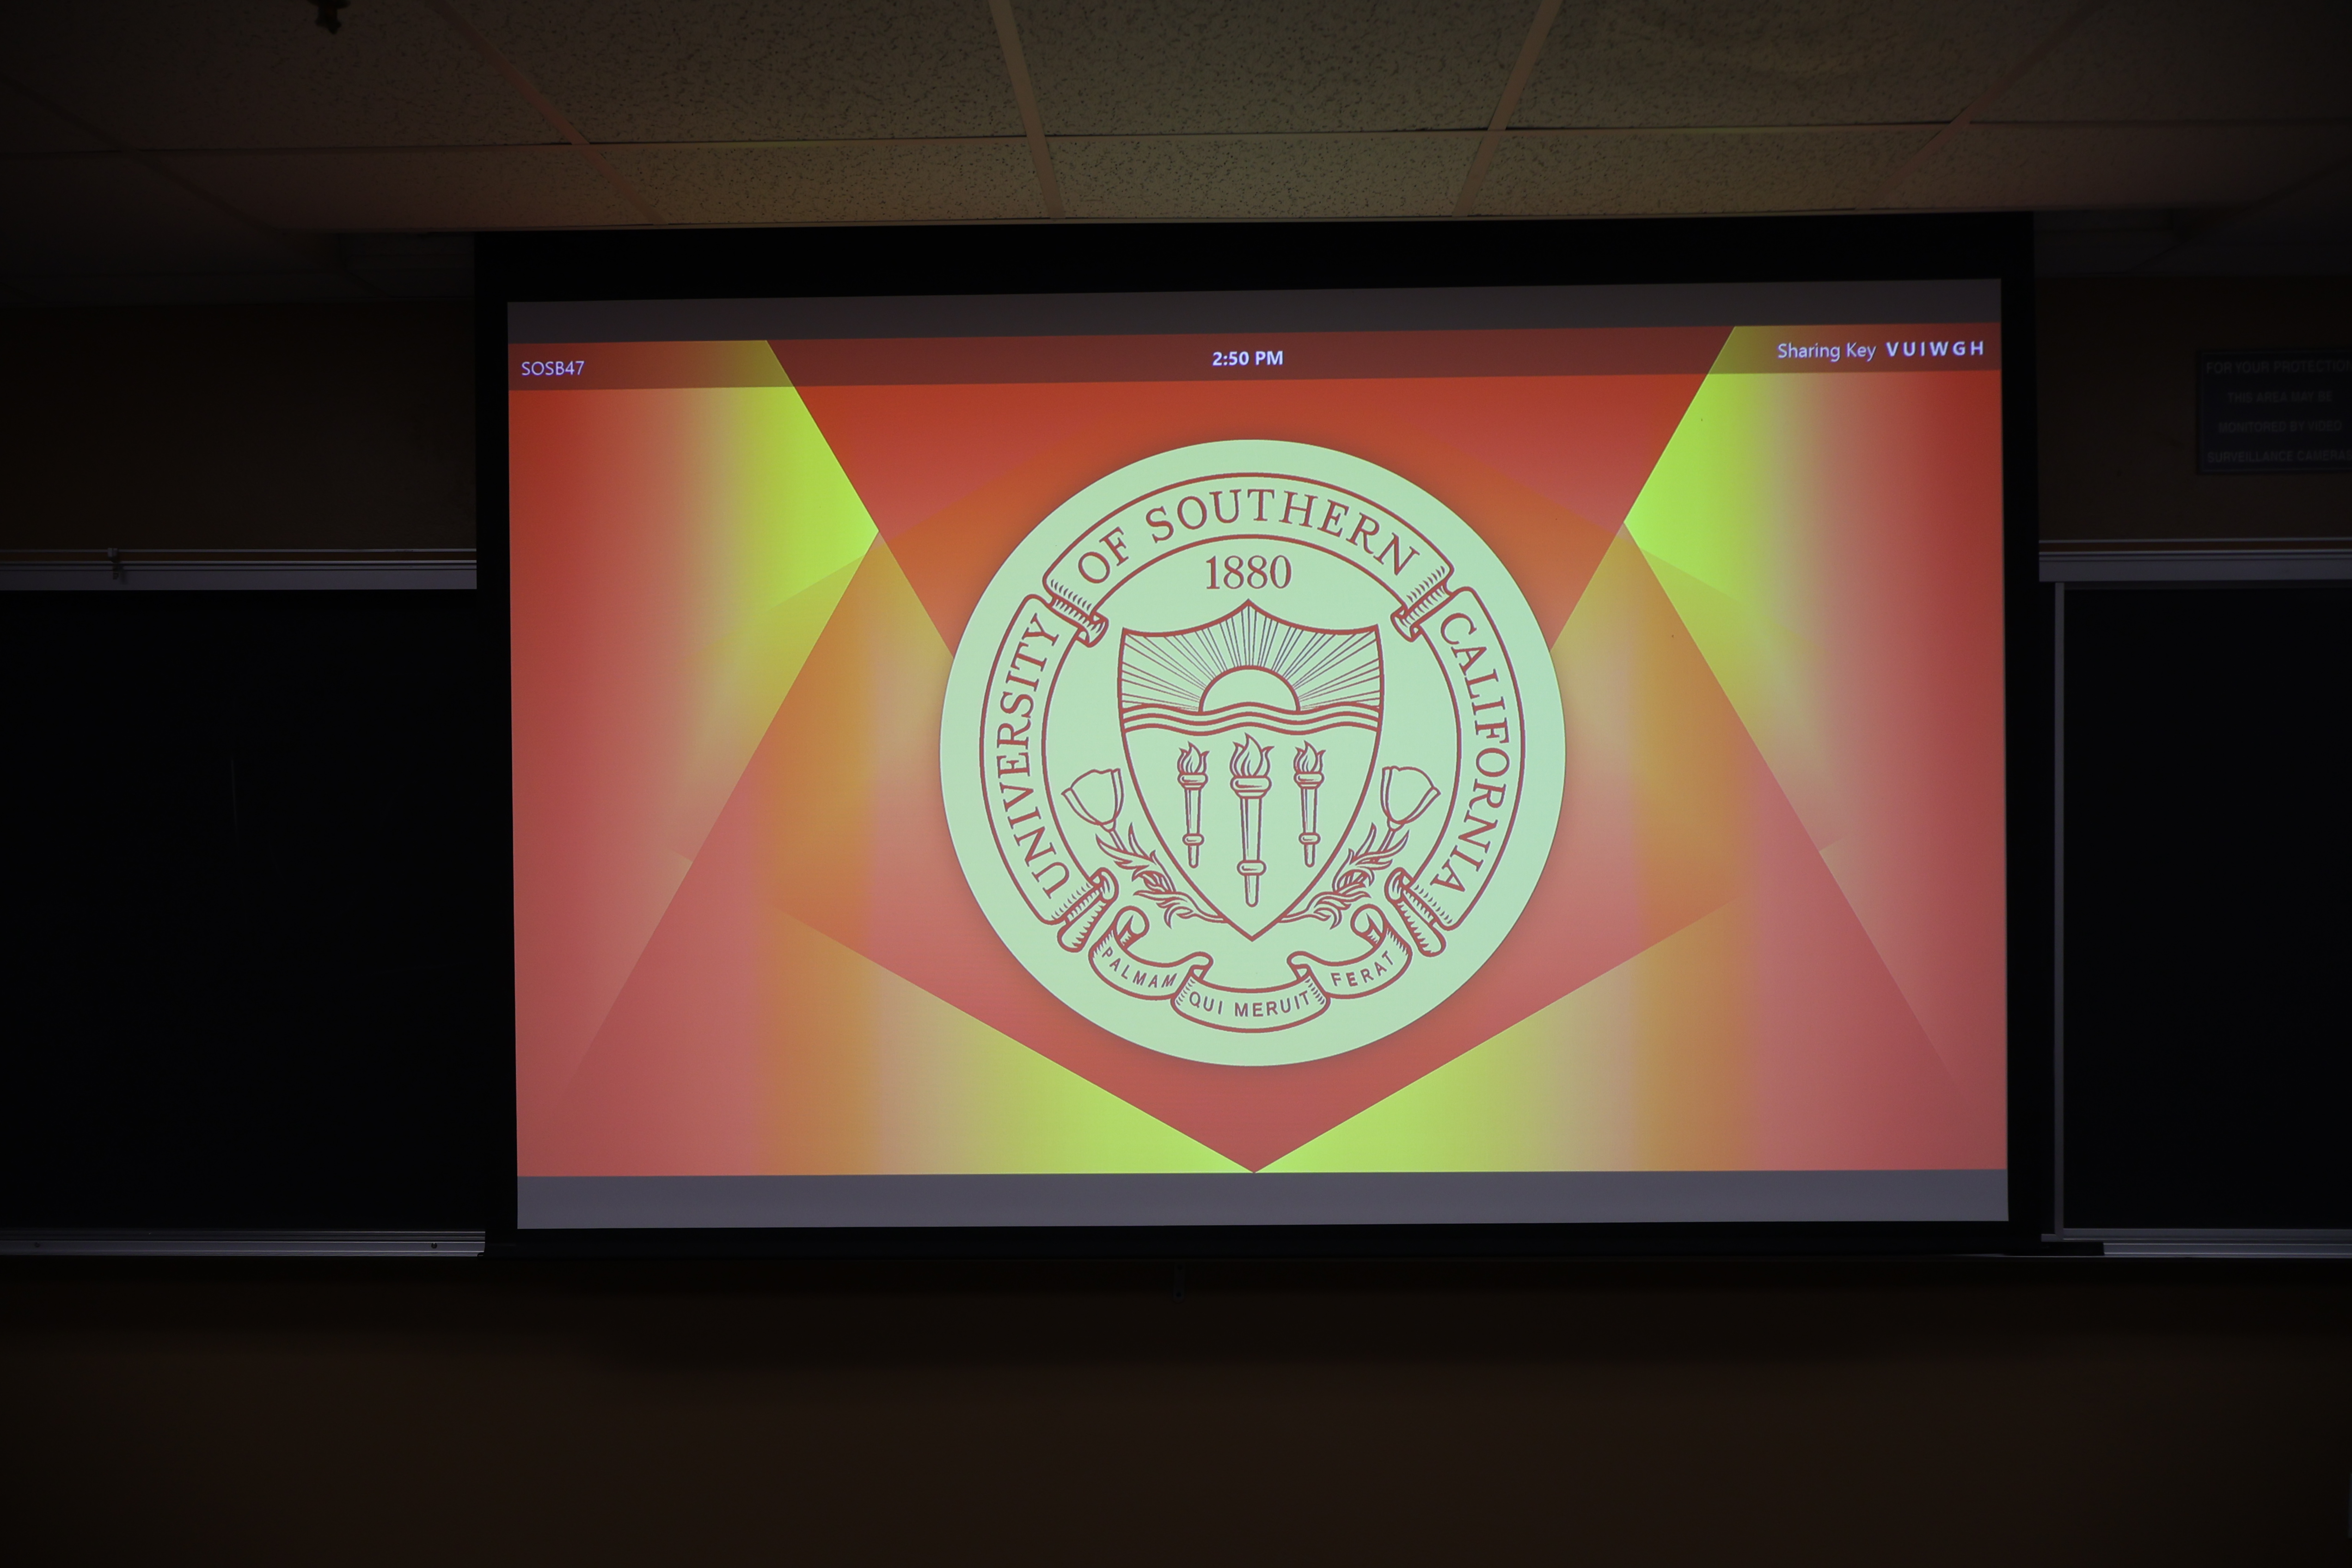 SOSB47
2:50 PM
Sharing Key VUIWGH
UNIVERSITY OF SOUTHERN CALIFORNIA
1880
PALMAM QUI MERUIT FERAT
FOR YOUR PROTECTION
THIS AREA MAY BE
MONITORED BY VIDEO
SURVEILLANCE CAMERAS